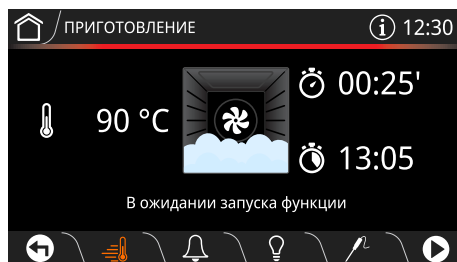 ПРИГОТОВЛЕНИЕ
i 12:30
90 °C
00:25'
13:05
В ожидании запуска функции